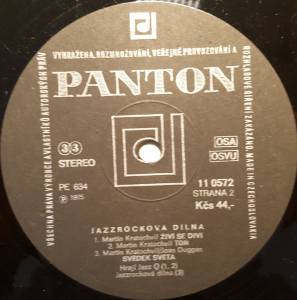 VYHRAZENA. ROZMNOŽOVÁNÍ, VEŘEJNÉ PROVOZOVÁNÍ A
ROZHLASOVÉ ŠÍŘENÍ ZAKÁZÁNO. MADE IN CZECHOSLOVAKIA
VŠECHNA PRÁVA VÝROBCE A VLASTNÍKŮ AUTORSKÝCH PRÁV
PANTON
33
STEREO
OSA
OSVU
PE 634
11 0572
STRANA 2
Ⓟ 1975
Kčs 44,-
JAZZROCKOVÁ DÍLNA
1. Martin Kratochvíl ŽIVÍ SE DIVÍ
2. Martin Kratochvíl TOH
3. Martin Kratochvíl/Joan Duggan
SVĚDEK SVĚTA
Hrají Jazz Q (1, 2)
Jazzrocková dílna (3)